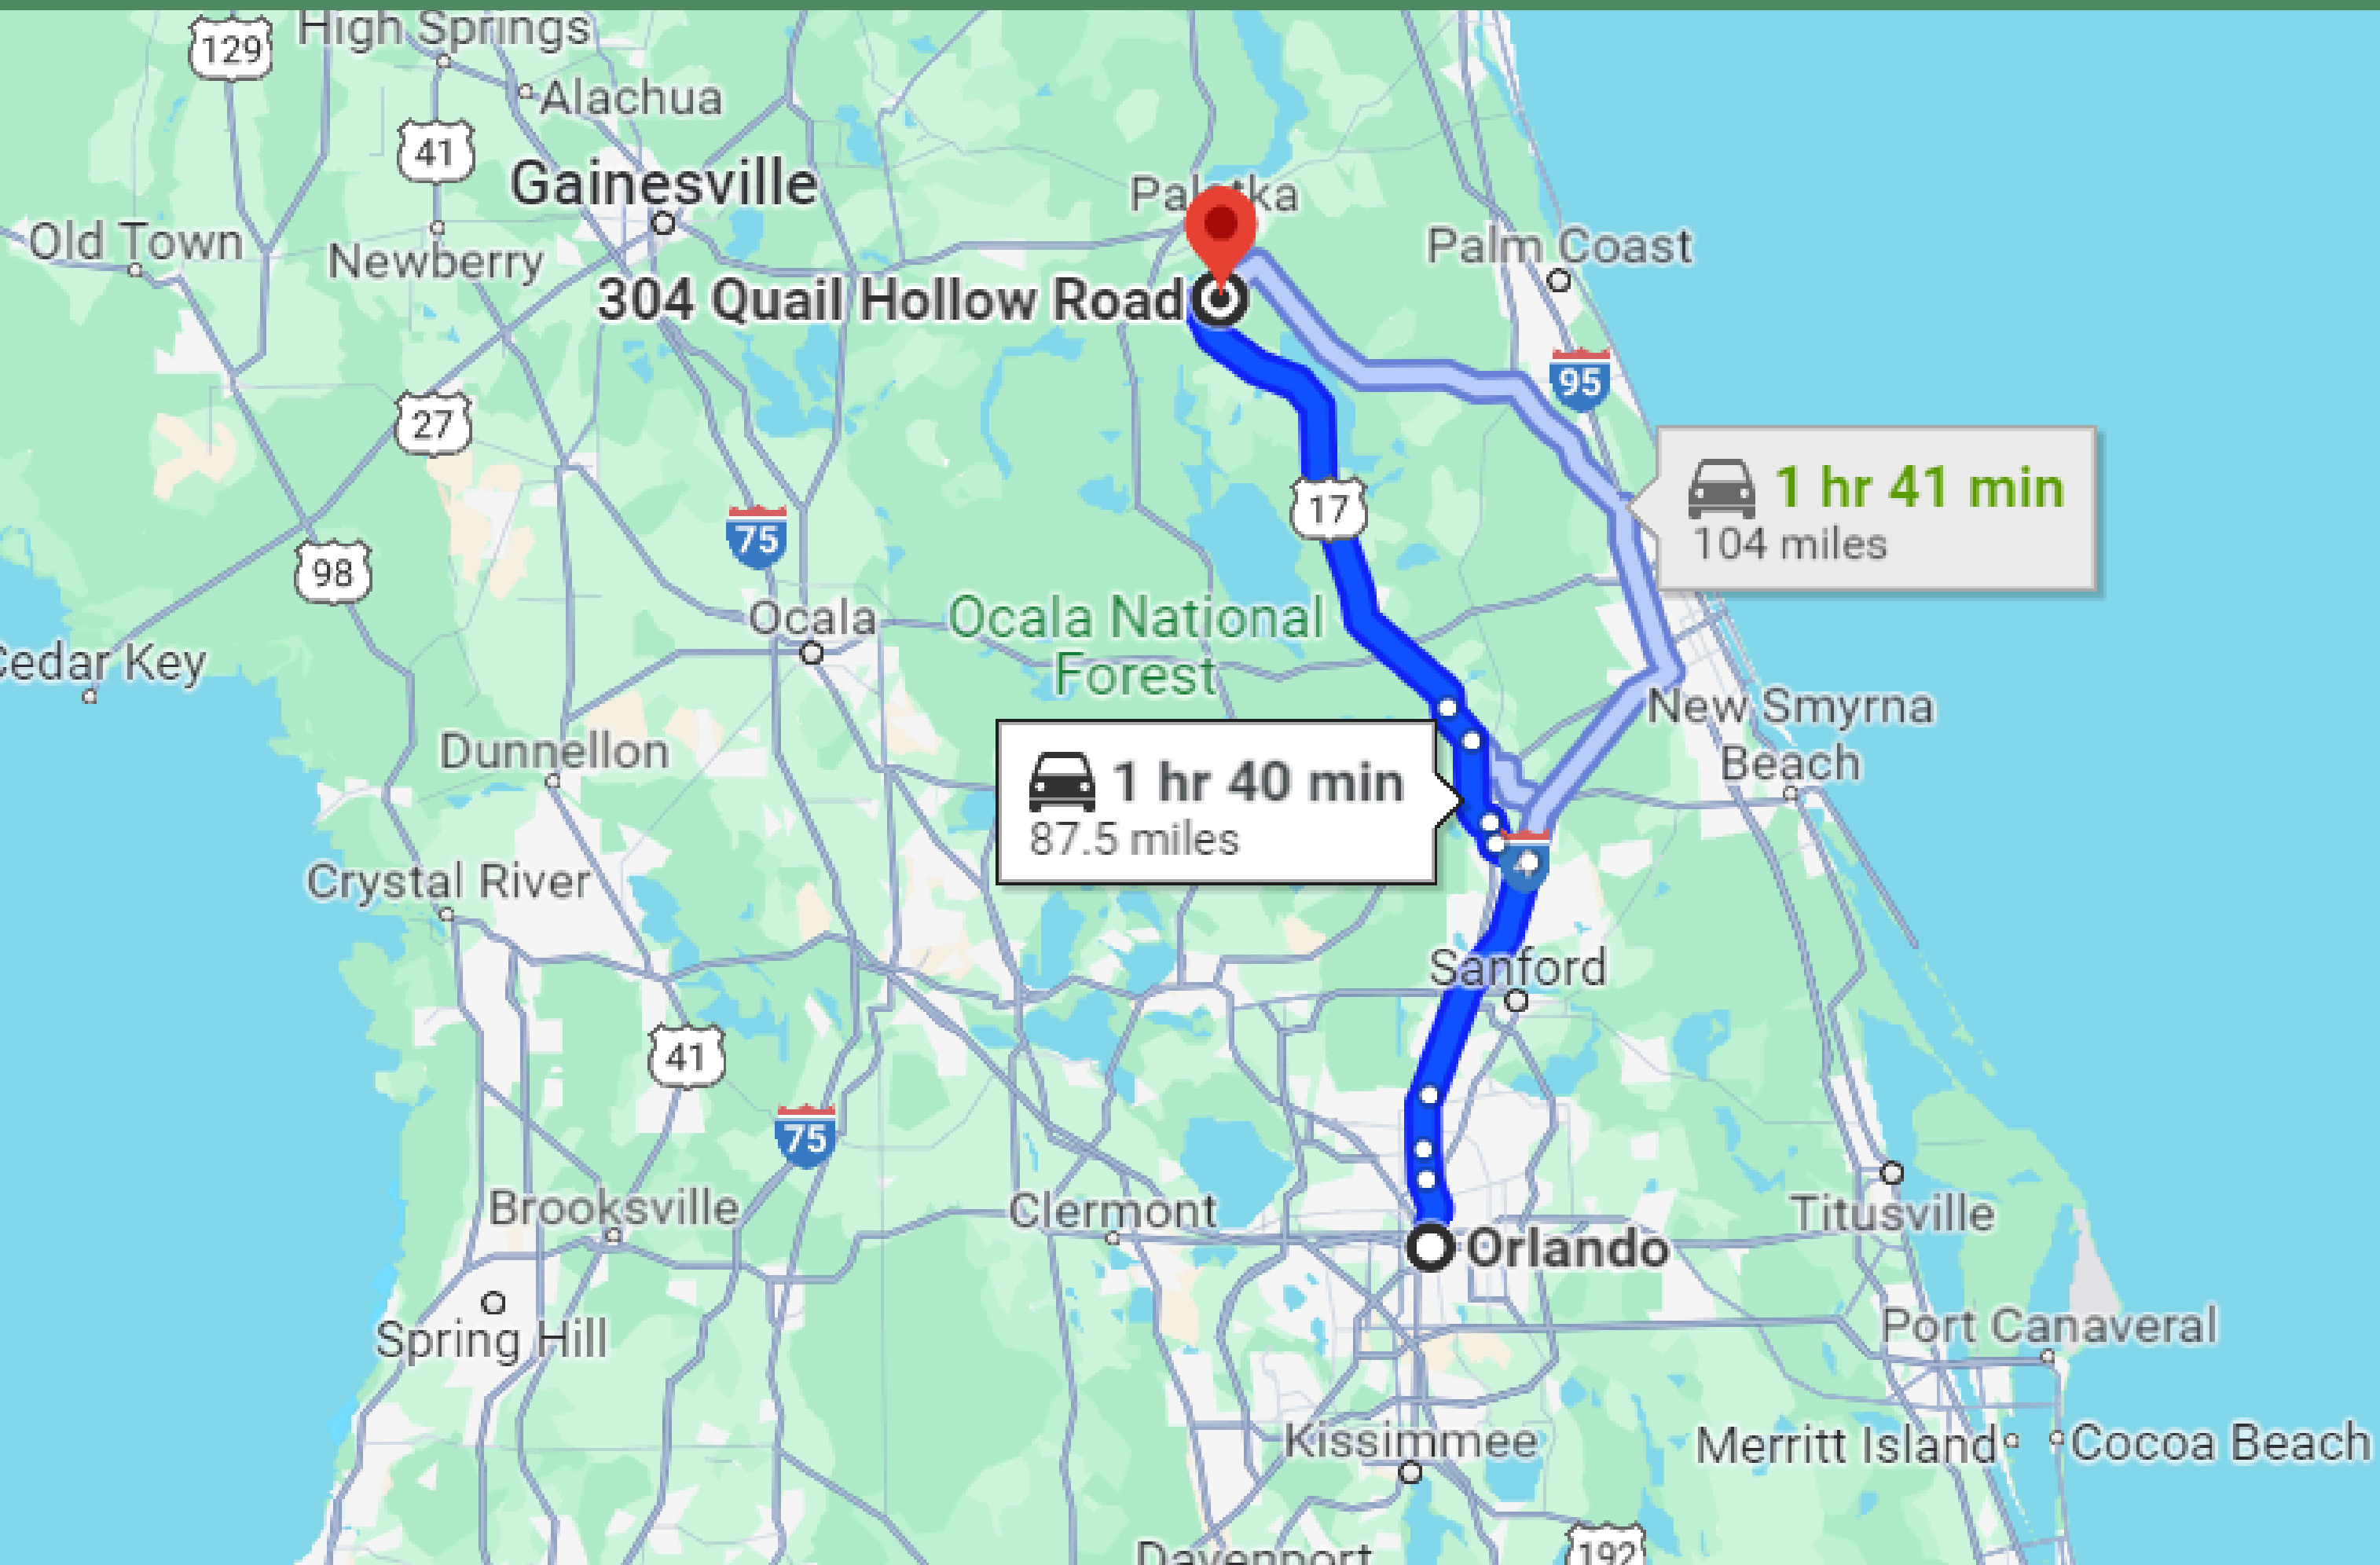 129
High Springs
Alachua
41
Gainesville
Palatka
Old Town
Newberry
Palm Coast
304 Quail Hollow Road
95
27
1 hr 41 min
104 miles
17
75
98
Ocala
Ocala National
Forest
Cedar Key
New Smyrna
Beach
Dunnellon
1 hr 40 min
87.5 miles
4
Crystal River
Sanford
41
75
Brooksville
Clermont
Titusville
Orlando
Spring Hill
Port Canaveral
Kissimmee
Merritt Island
Cocoa Beach
Davenport
192